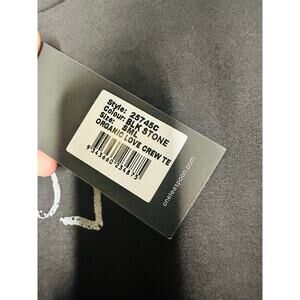 Style: 25745C
Colour: BLK STONE
Size: SML
ORGANIC LOVE CREW TE
oneteaspoon.com